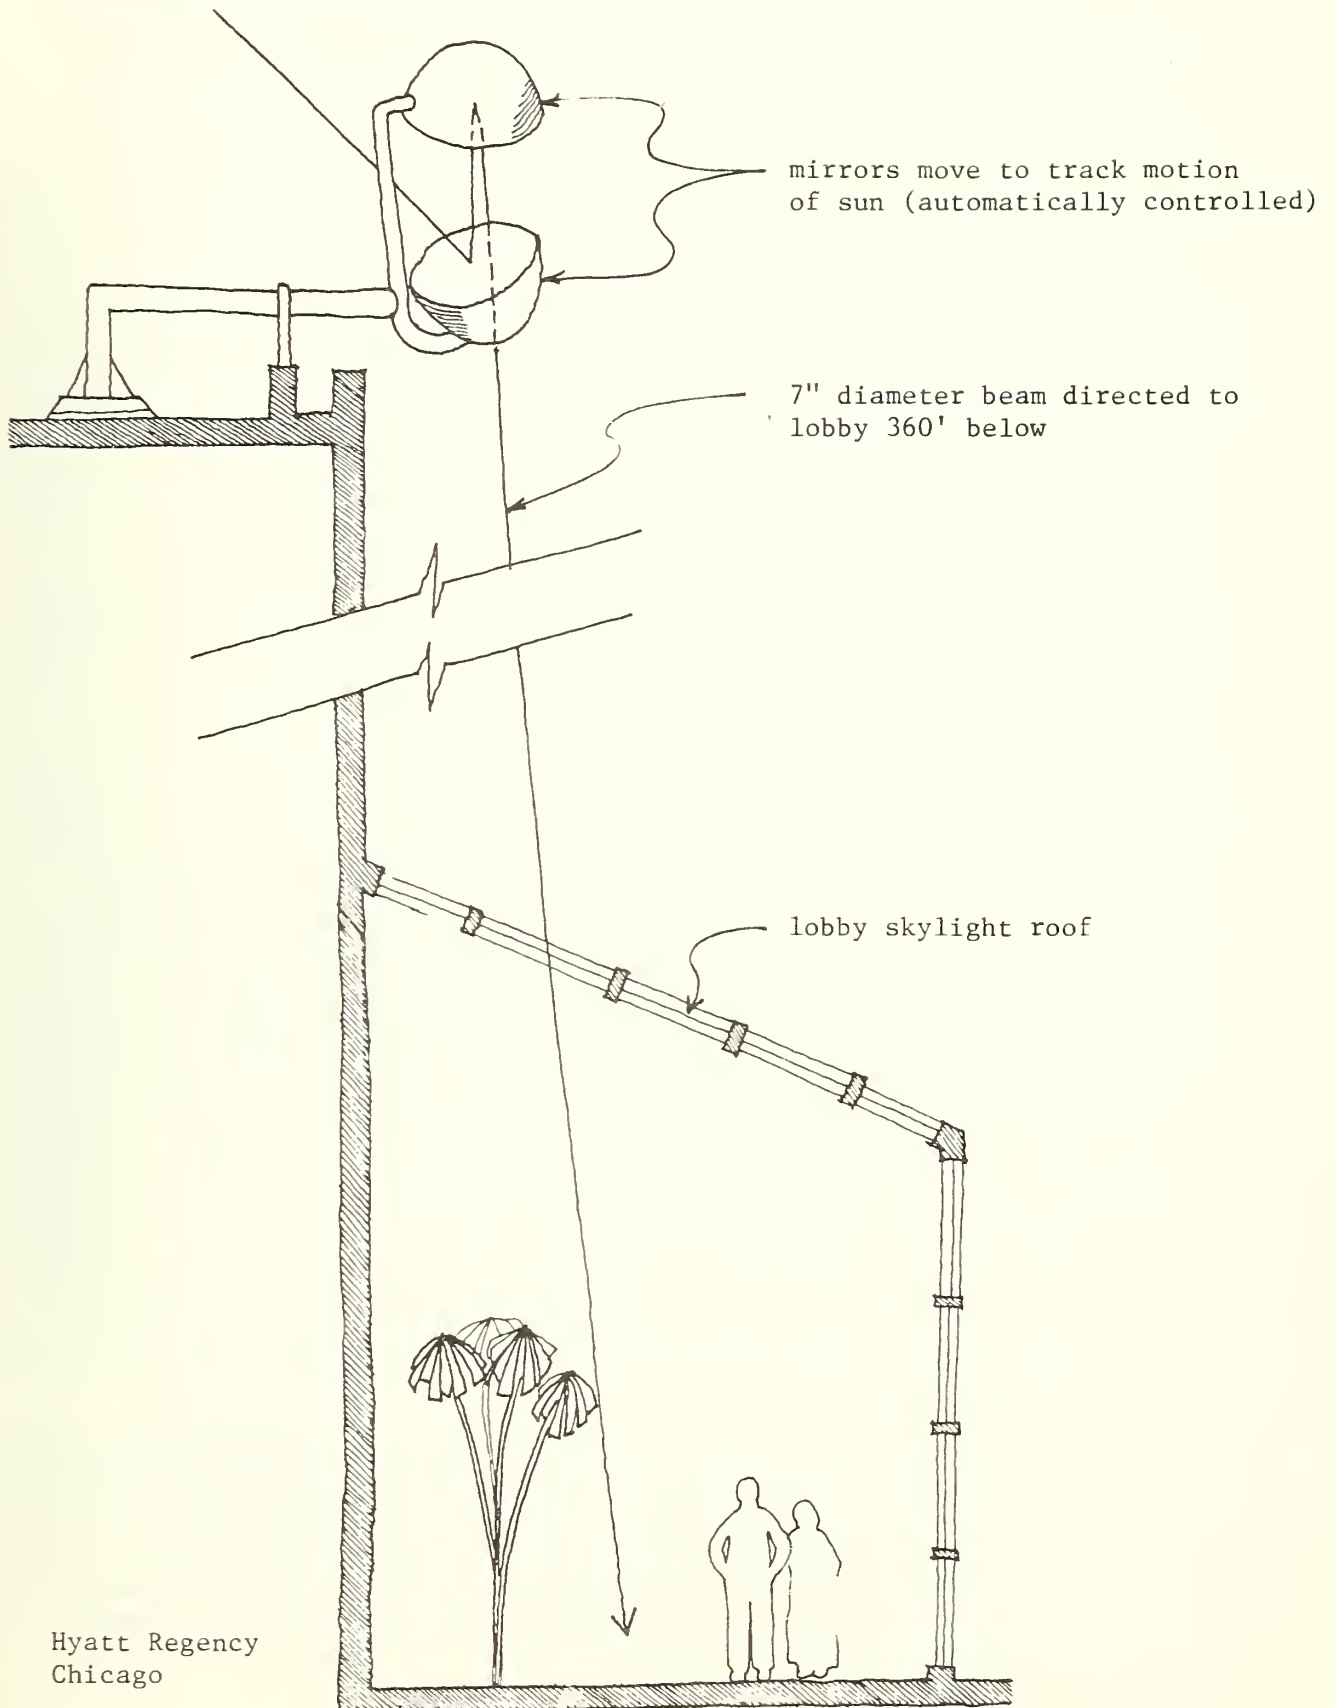 mirrors move to track motion
of sun (automatically controlled)
7" diameter beam directed to
lobby 360' below
lobby skylight roof
Hyatt Regency
Chicago